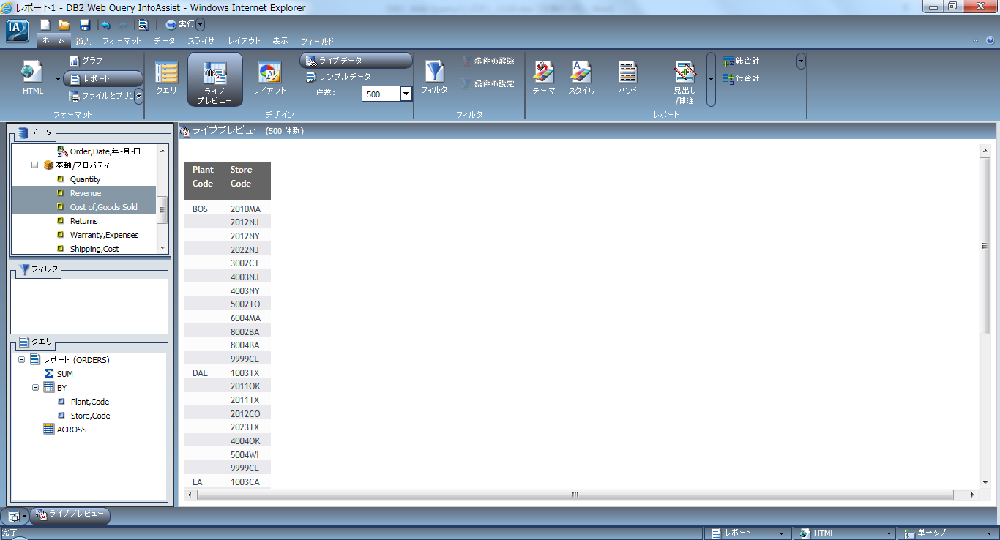 レポート1 - DB2 Web Query InfoAssist - Windows Internet Explorer
IA
実行
ホーム 挿入 フォーマット データ スライサ レイアウト 表示 フィールド
HTML
グラフ
レポート
ファイルとプリン
フォーマット
クエリ
ライブ
プレビュー
レイアウト
ライブデータ
サンプルデータ
件数: 500
デザイン
フィルタ
条件の解除
条件の設定
フィルタ
テーマ
スタイル
バンド
見出し
/脚注
総合計
行合計
レポート
データ
Order,Date,年-月-日
基軸/プロパティ
Quantity
Revenue
Cost of,Goods Sold
Returns
Warranty,Expenses
Shipping,Cost
フィルタ
クエリ
レポート (ORDERS)
SUM
BY
Plant,Code
Store,Code
ACROSS
ライブプレビュー (500 件数)
Plant Store
Code Code
BOS 2010MA
2012NJ
2012NY
2022NJ
3002CT
4003NJ
4003NY
5002TO
6004MA
8002BA
8004BA
9999CE
DAL 1003TX
2011OK
2011TX
2012CO
2023TX
4004OK
5004WI
9999CE
LA 1003CA
ライブプレビュー
完了
レポート
HTML
単一タブ